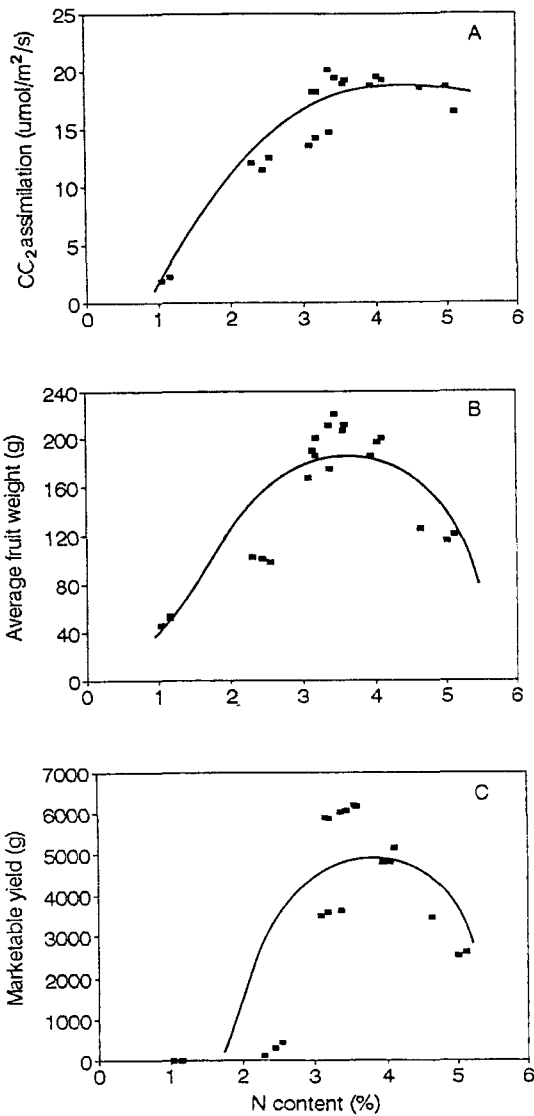 25
20
15
10
5
0
0 1 2 3 4 5 6
CC2 assimilation (umol/m²/s)
A
240
200
160
120
80
40
0
0 1 2 3 4 5 6
Average fruit weight (g)
B
7000
6000
5000
4000
3000
2000
1000
0
0 1 2 3 4 5 6
Marketable yield (g)
C
N content (%)